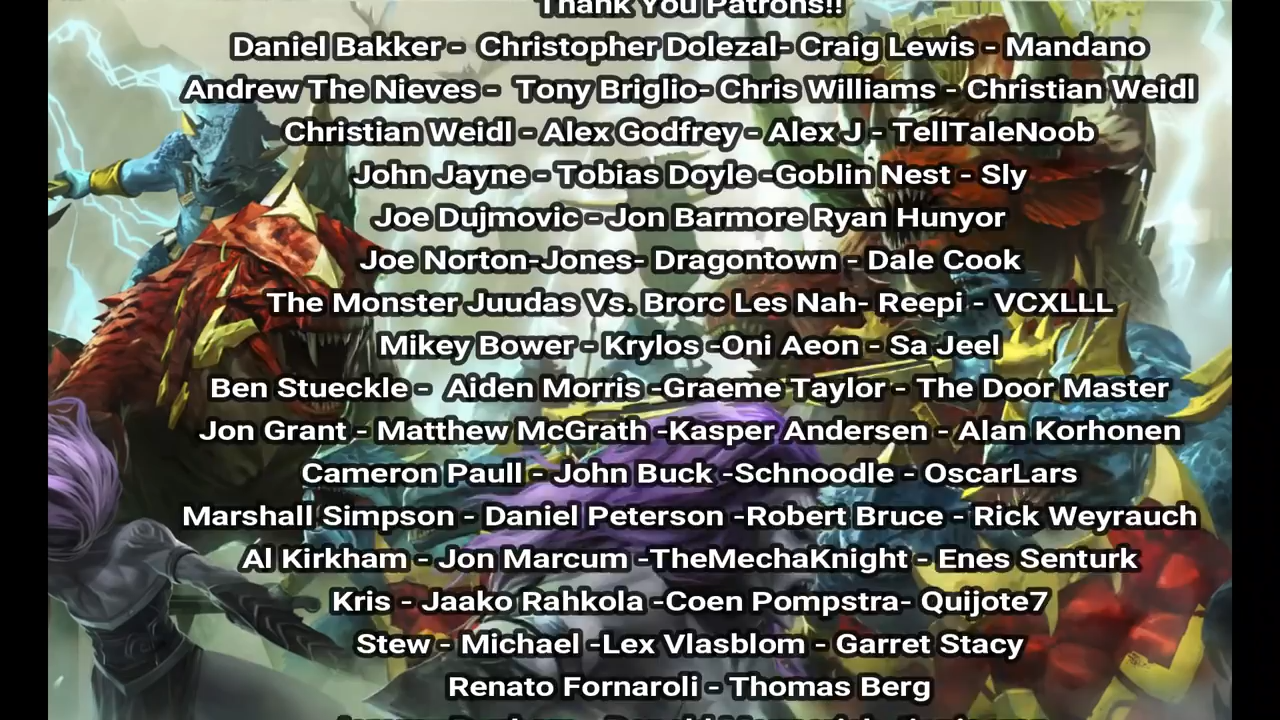 Thank You Patrons!!
Daniel Bakker - Christopher Dolezal- Craig Lewis - Mandano
Andrew The Nieves - Tony Briglio- Chris Williams - Christian Weidl
Christian Weidl - Alex Godfrey - Alex J - TellTaleNoob
John Jayne - Tobias Doyle -Goblin Nest - Sly
Joe Dujmovic - Jon Barmore Ryan Hunyor
Joe Norton-Jones- Dragontown - Dale Cook
The Monster Juudas Vs. Brorc Les Nah- Reepi - VCXLLL
Mikey Bower - Krylos -Oni Aeon - Sa Jeel
Ben Stueckle - Aiden Morris -Graeme Taylor - The Door Master
Jon Grant - Matthew McGrath -Kasper Andersen - Alan Korhonen
Cameron Paull - John Buck -Schnoodle - OscarLars
Marshall Simpson - Daniel Peterson -Robert Bruce - Rick Weyrauch
Al Kirkham - Jon Marcum -TheMechaKnight - Enes Senturk
Kris - Jaako Rahkola -Coen Pompstra- Quijote7
Stew - Michael -Lex Vlasblom - Garret Stacy
Renato Fornaroli - Thomas Berg